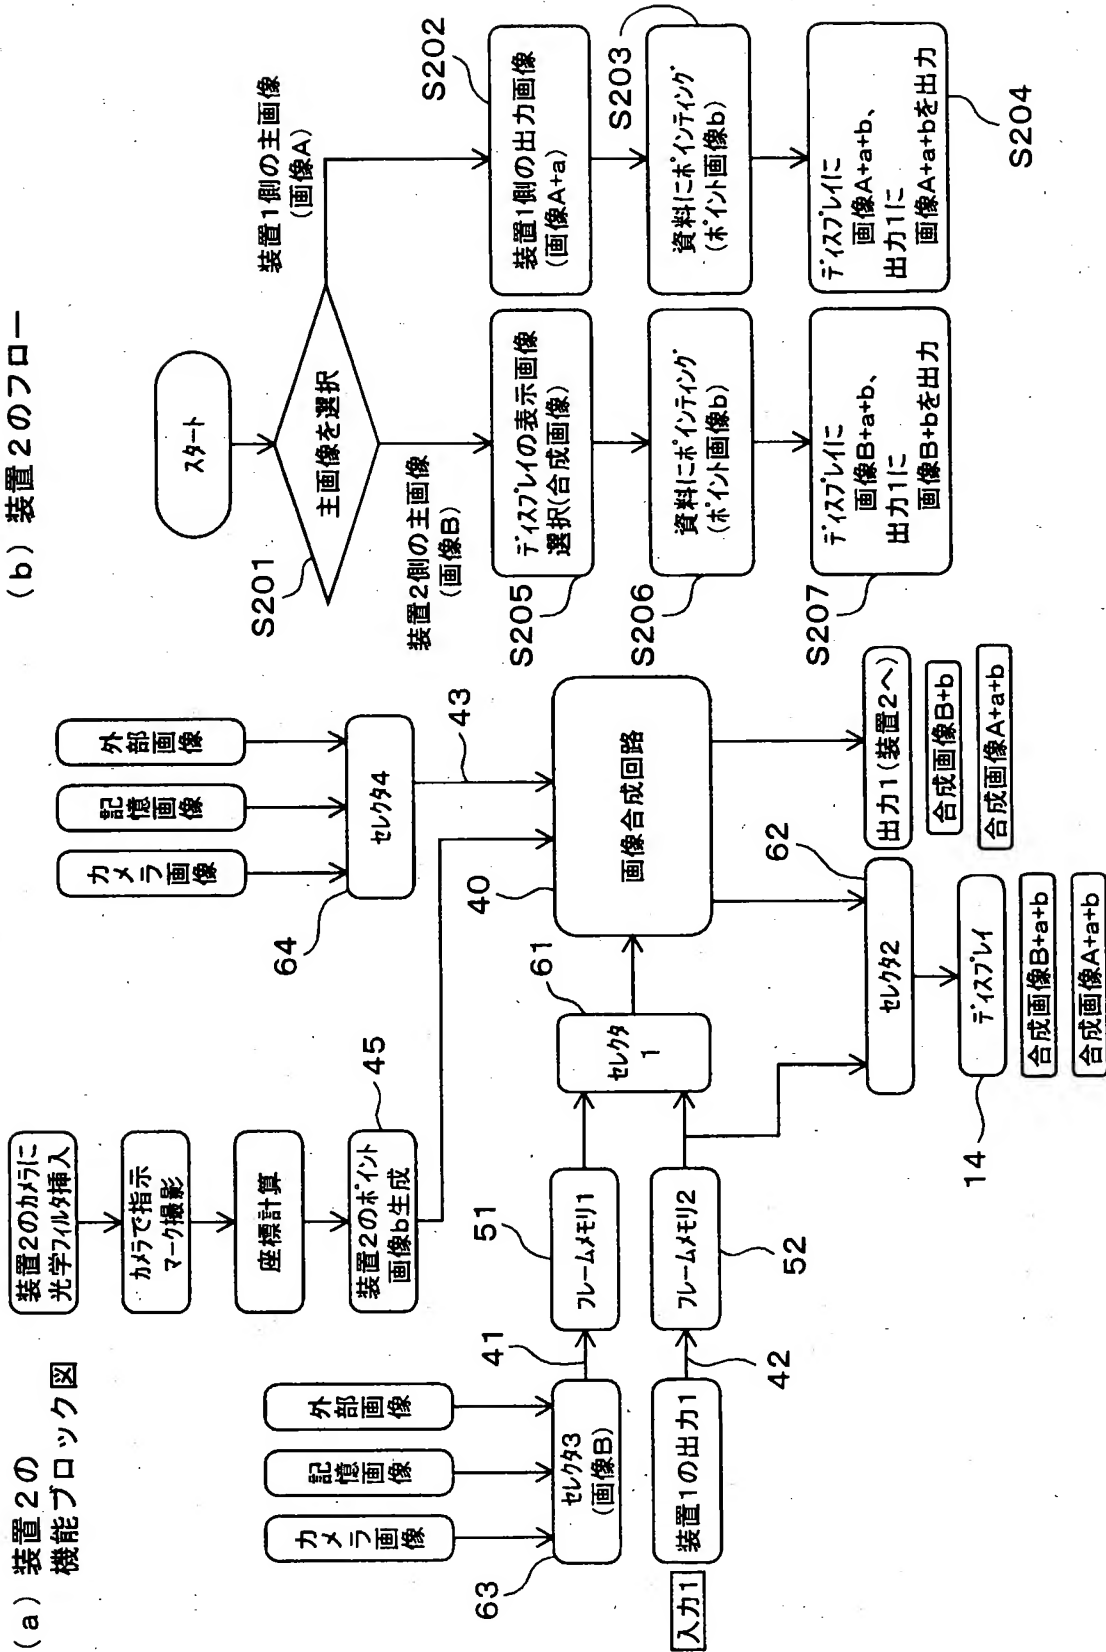 (a) 装置2の
機能ブロック図
装置2のカメラに
光学フィルタ挿入
カメラで指示
マーク撮影
座標計算
装置2のポイント
画像b生成
45
カメラ
画像
記憶
画像
外部
画像
64
セレクタ4
43
カメラ
画像
記憶
画像
外部
画像
63
セレクタ3
(画像B)
41
フレームメモリ1
51
入力1
装置1の出力1
42
フレームメモリ2
52
セレクタ
1
61
40
画像合成回路
セレクタ2
62
出力1(装置2へ)
合成画像B+b
合成画像A+a+b
14
ディスプレイ
合成画像B+a+b
合成画像A+a+b
(b) 装置2のフロー
スタート
S201
主画像を選択
装置1側の主画像
(画像A)
装置2側の主画像
(画像B)
S205
ディスプレイの表示画像
選択(合成画像)
S202
装置1側の出力画像
(画像A+a)
S206
資料にポインティング
(ポイント画像b)
S203
資料にポインティング
(ポイント画像b)
S207
ディスプレイに
画像B+a+b、
出力1に
画像B+bを出力
ディスプレイに
画像A+a+b、
出力1に
画像A+a+bを出力
S204